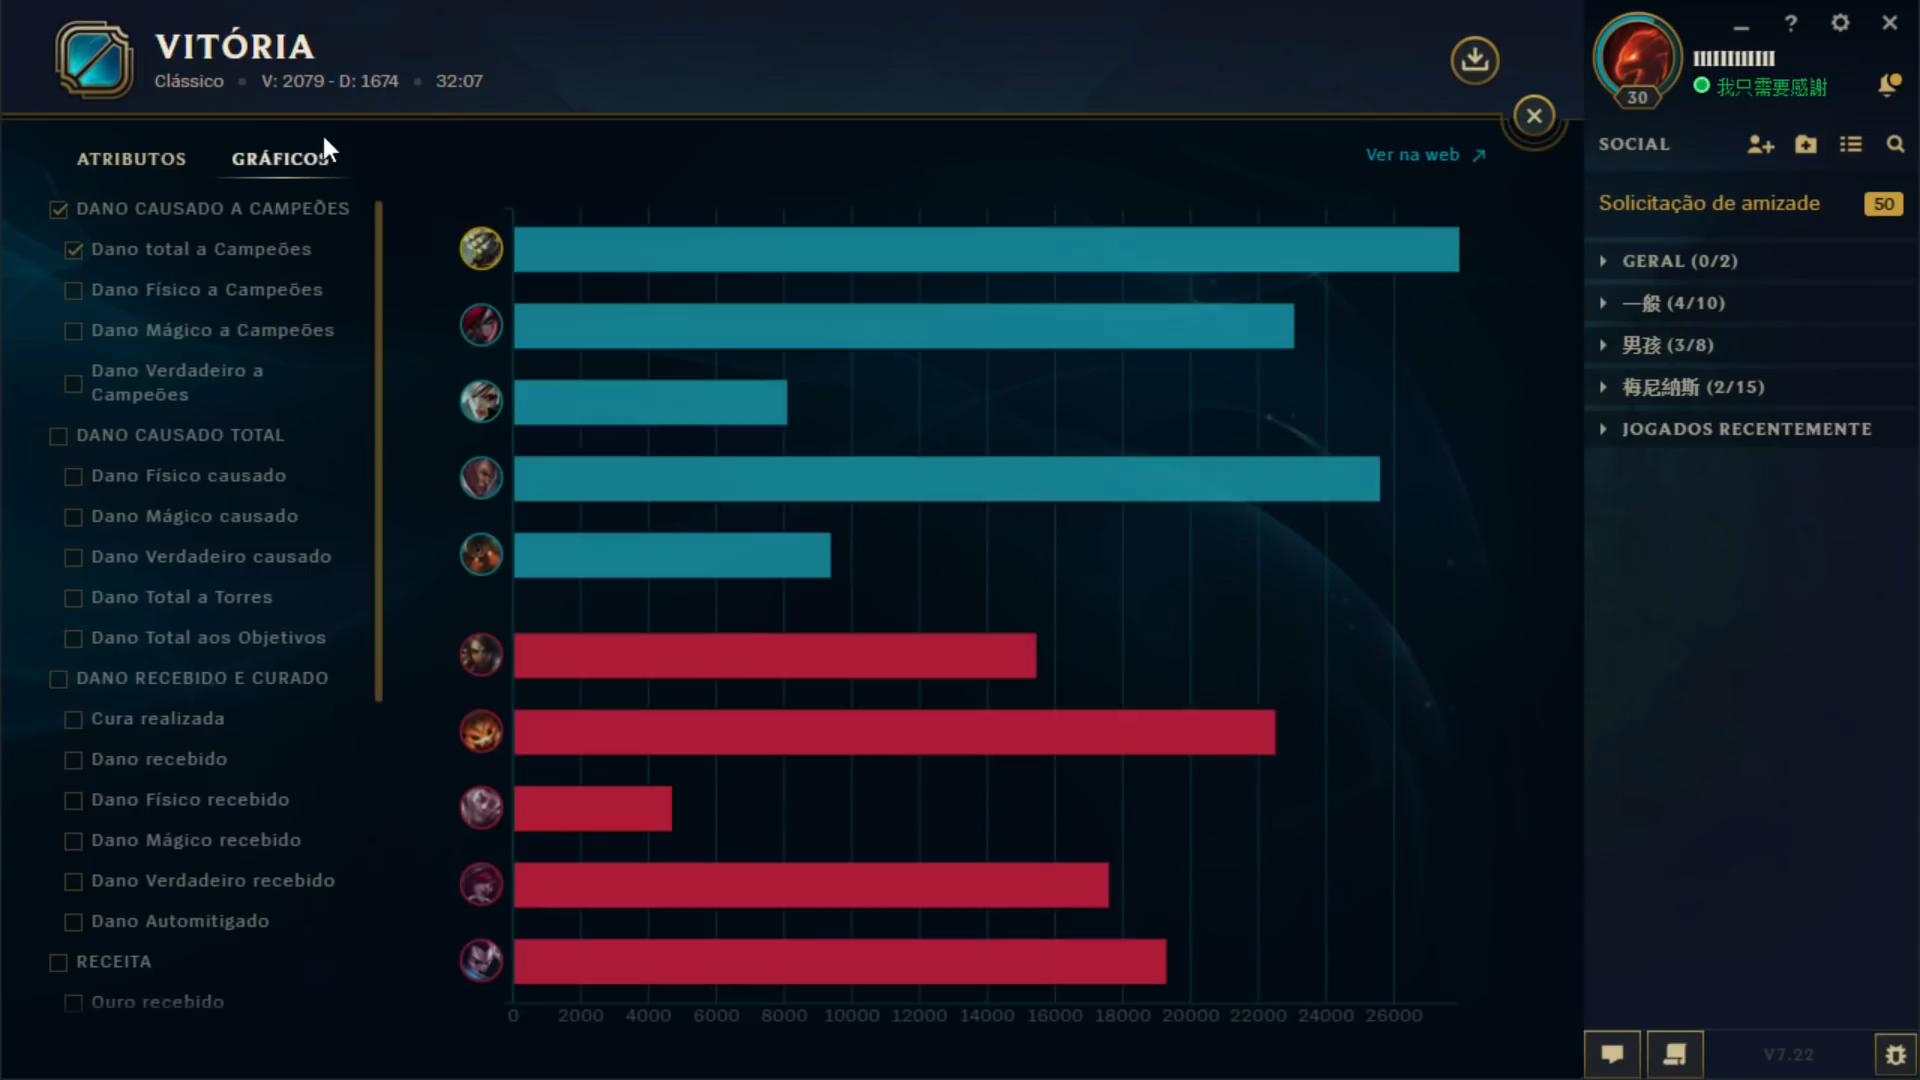 VITÓRIA
Clássico • V: 2079 - D: 1674 • 32:07
ATRIBUTOS
GRÁFICOS
Ver na web
DANO CAUSADO A CAMPEÕES
Dano total a Campeões
Dano Físico a Campeões
Dano Mágico a Campeões
Dano Verdadeiro a
Campeões
DANO CAUSADO TOTAL
Dano Físico causado
Dano Mágico causado
Dano Verdadeiro causado
Dano Total a Torres
Dano Total aos Objetivos
DANO RECEBIDO E CURADO
Cura realizada
Dano recebido
Dano Físico recebido
Dano Mágico recebido
Dano Verdadeiro recebido
Dano Automitigado
RECEITA
Ouro recebido
0 2000 4000 6000 8000 10000 12000 14000 16000 18000 20000 22000 24000 26000
30
我只需要感謝
SOCIAL
Solicitação de amizade 50
GERAL (0/2)
一般 (4/10)
男孩 (3/8)
梅尼納斯 (2/15)
JOGADOS RECENTEMENTE
V7.22